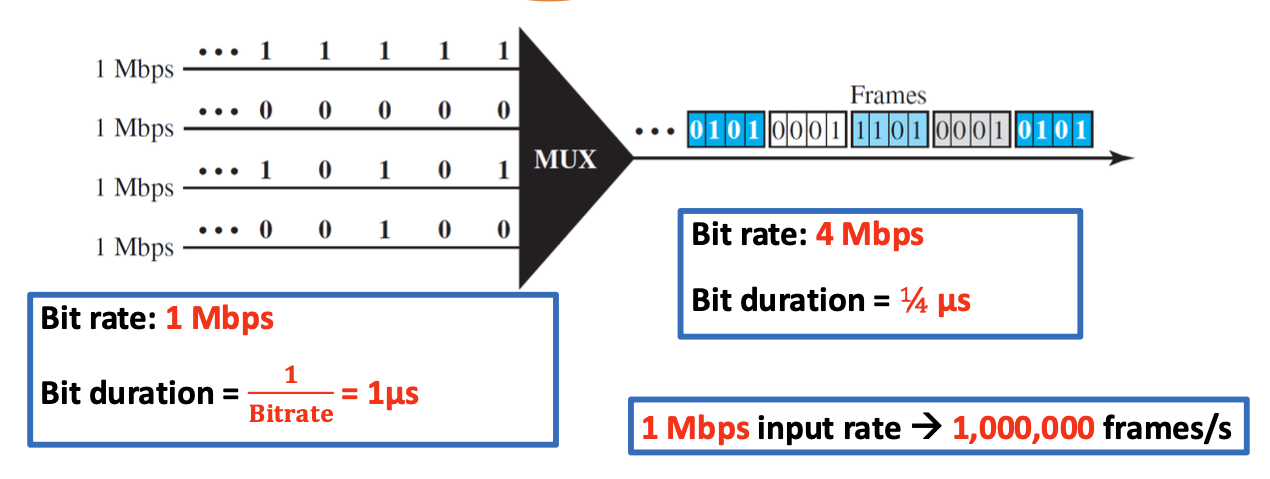 1 Mbps ••• 1 1 1 1 1
1 Mbps ••• 0 0 0 0 0
1 Mbps ••• 1 0 1 0 1
1 Mbps ••• 0 0 1 0 0
MUX
Frames
••• 0101 0001 1101 0001 0101
Bit rate: 4 Mbps
Bit duration = ¼ µs
Bit rate: 1 Mbps
Bit duration = 1/Bitrate = 1µs
1 Mbps input rate → 1,000,000 frames/s